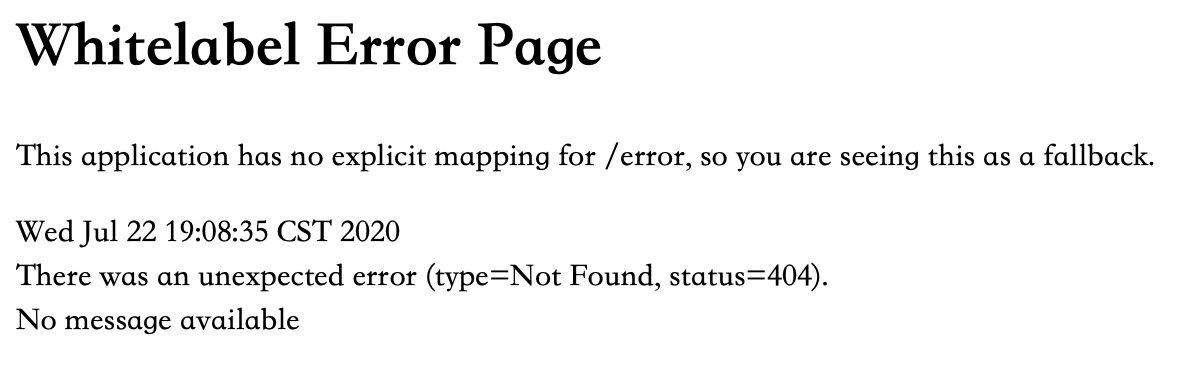 Whitelabel Error Page
This application has no explicit mapping for /error, so you are seeing this as a fallback.
Wed Jul 22 19:08:35 CST 2020
There was an unexpected error (type=Not Found, status=404).
No message available